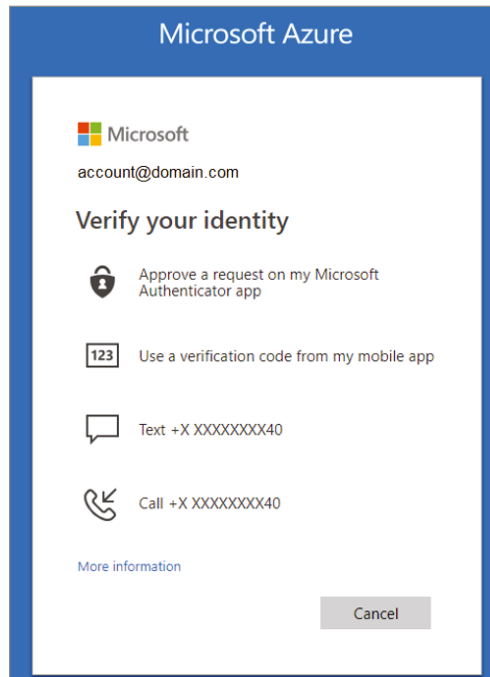 Microsoft Azure
Microsoft
account@domain.com
Verify your identity
Approve a request on my Microsoft
Authenticator app
123
Use a verification code from my mobile app
Text +X XXXXXXXX40
Call +X XXXXXXXX40
More information
Cancel